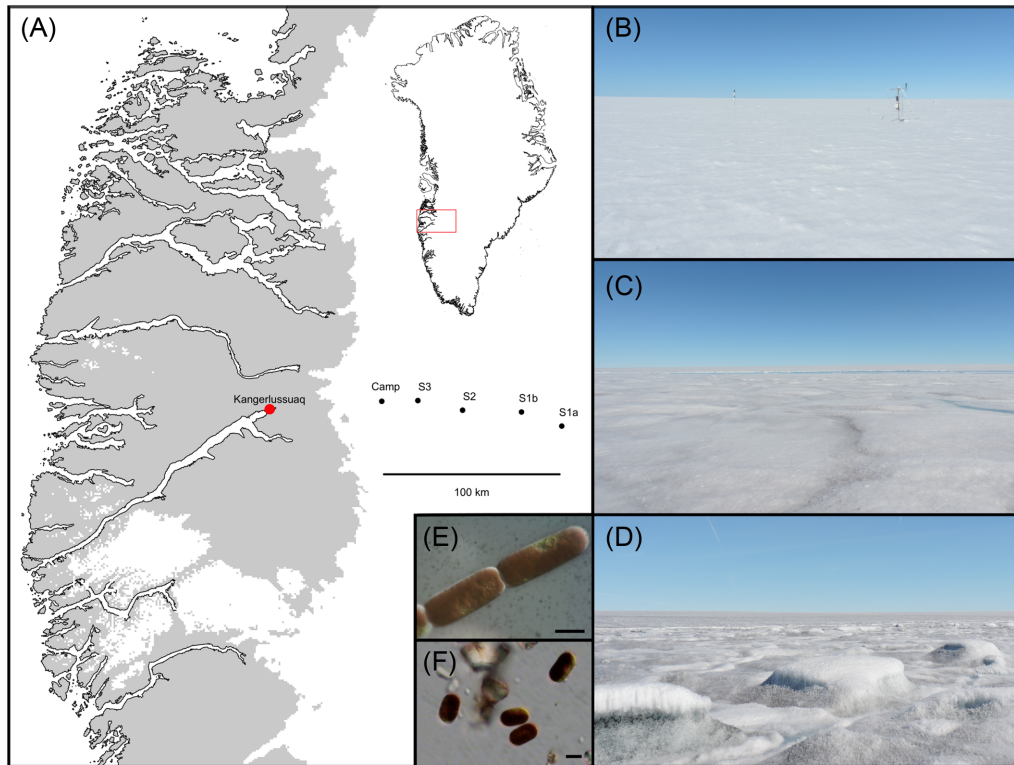 (A)
Kangerlussuaq
Camp
S3
S2
S1b
S1a
100 km
(B)
(C)
(D)
(E)
(F)